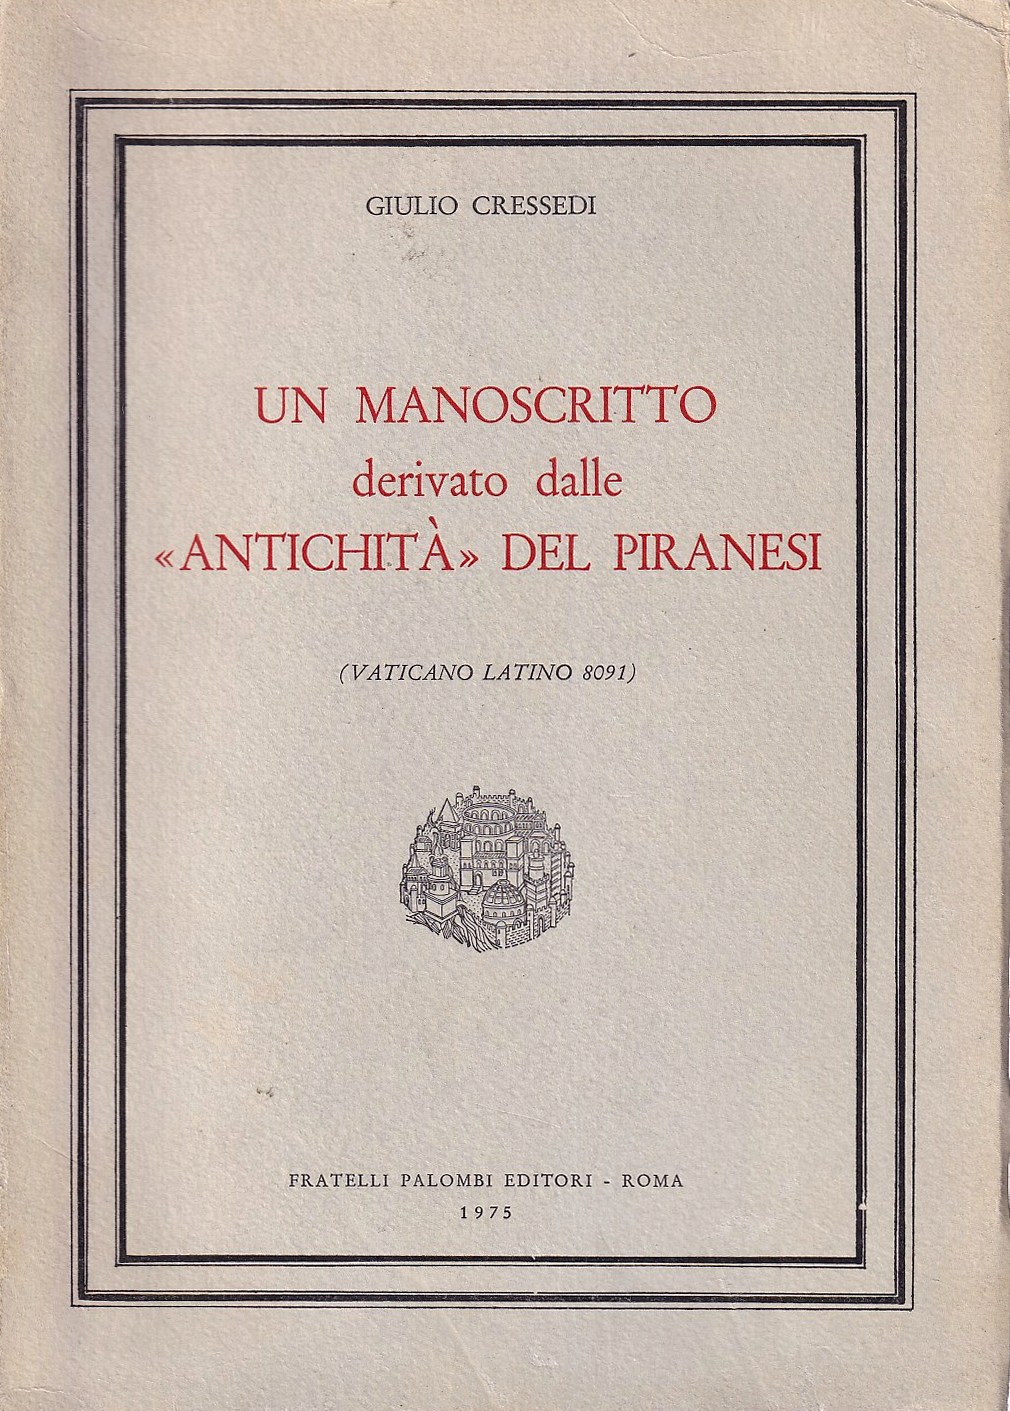 GIULIO CRESSEDI
UN MANOSCRITTO
derivato dalle
«ANTICHITÀ» DEL PIRANESI
(VATICANO LATINO 8091)
FRATELLI PALOMBI EDITORI - ROMA
1975